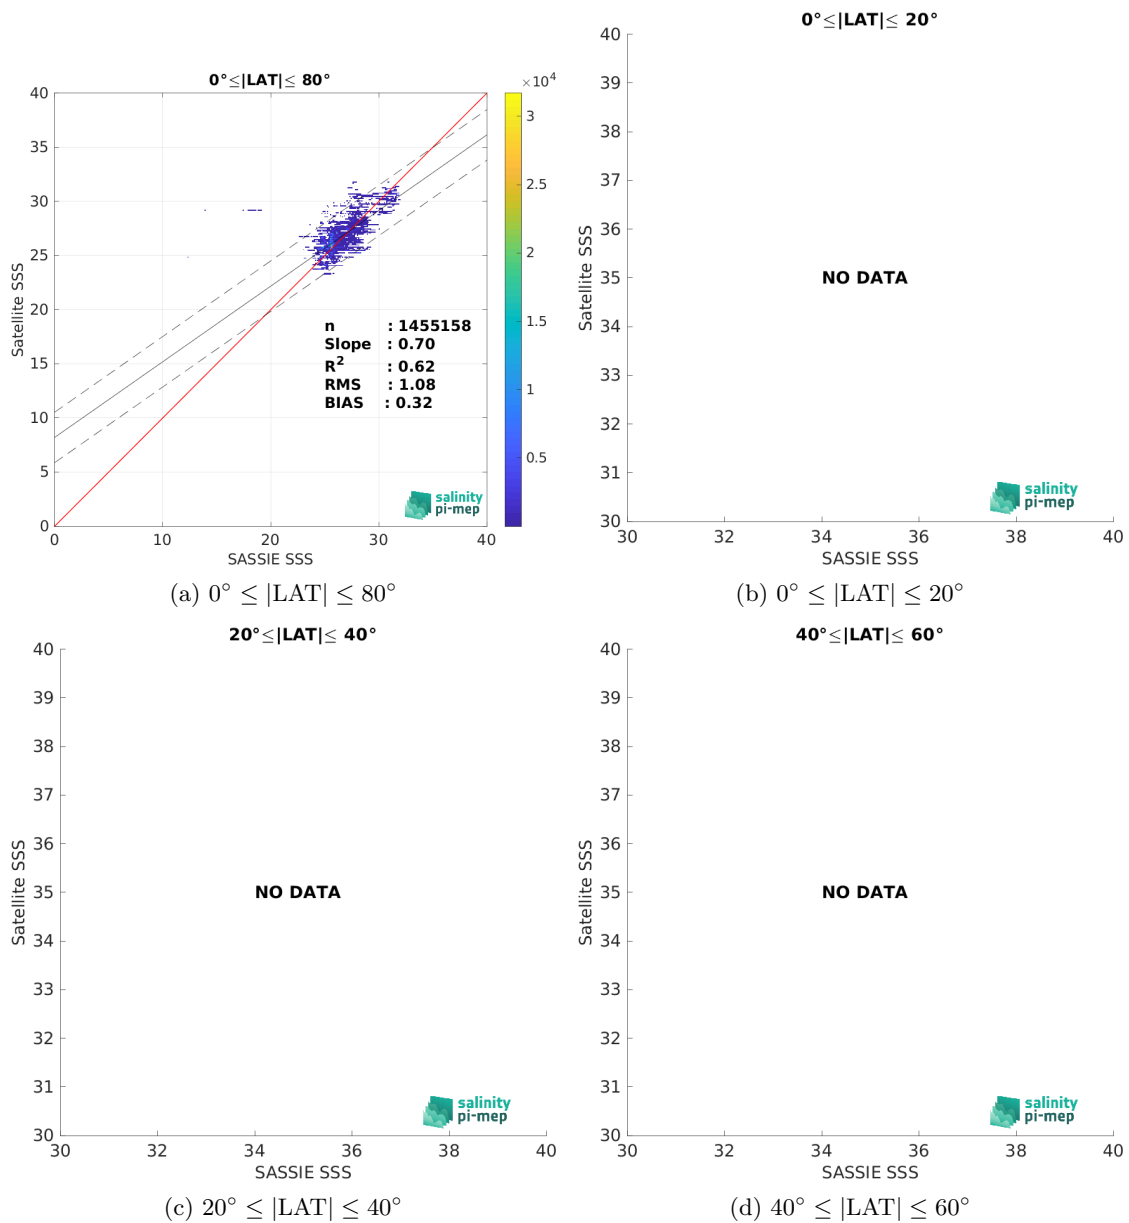 0°≤|LAT|≤ 80°
×10⁴
40
35
30
25
20
15
10
5
0
0
10
20
30
40
3
2.5
2
1.5
1
0.5
Satellite SSS
SASSIE SSS
n : 1455158
Slope : 0.70
R² : 0.62
RMS : 1.08
BIAS : 0.32
salinity
pi-mep
(a) 0° ≤ |LAT| ≤ 80°
0°≤|LAT|≤ 20°
40
39
38
37
36
35
34
33
32
31
30
30
32
34
36
38
40
Satellite SSS
SASSIE SSS
NO DATA
salinity
pi-mep
(b) 0° ≤ |LAT| ≤ 20°
20°≤|LAT|≤ 40°
40
39
38
37
36
35
34
33
32
31
30
30
32
34
36
38
40
Satellite SSS
SASSIE SSS
NO DATA
salinity
pi-mep
(c) 20° ≤ |LAT| ≤ 40°
40°≤|LAT|≤ 60°
40
39
38
37
36
35
34
33
32
31
30
30
32
34
36
38
40
Satellite SSS
SASSIE SSS
NO DATA
salinity
pi-mep
(d) 40° ≤ |LAT| ≤ 60°